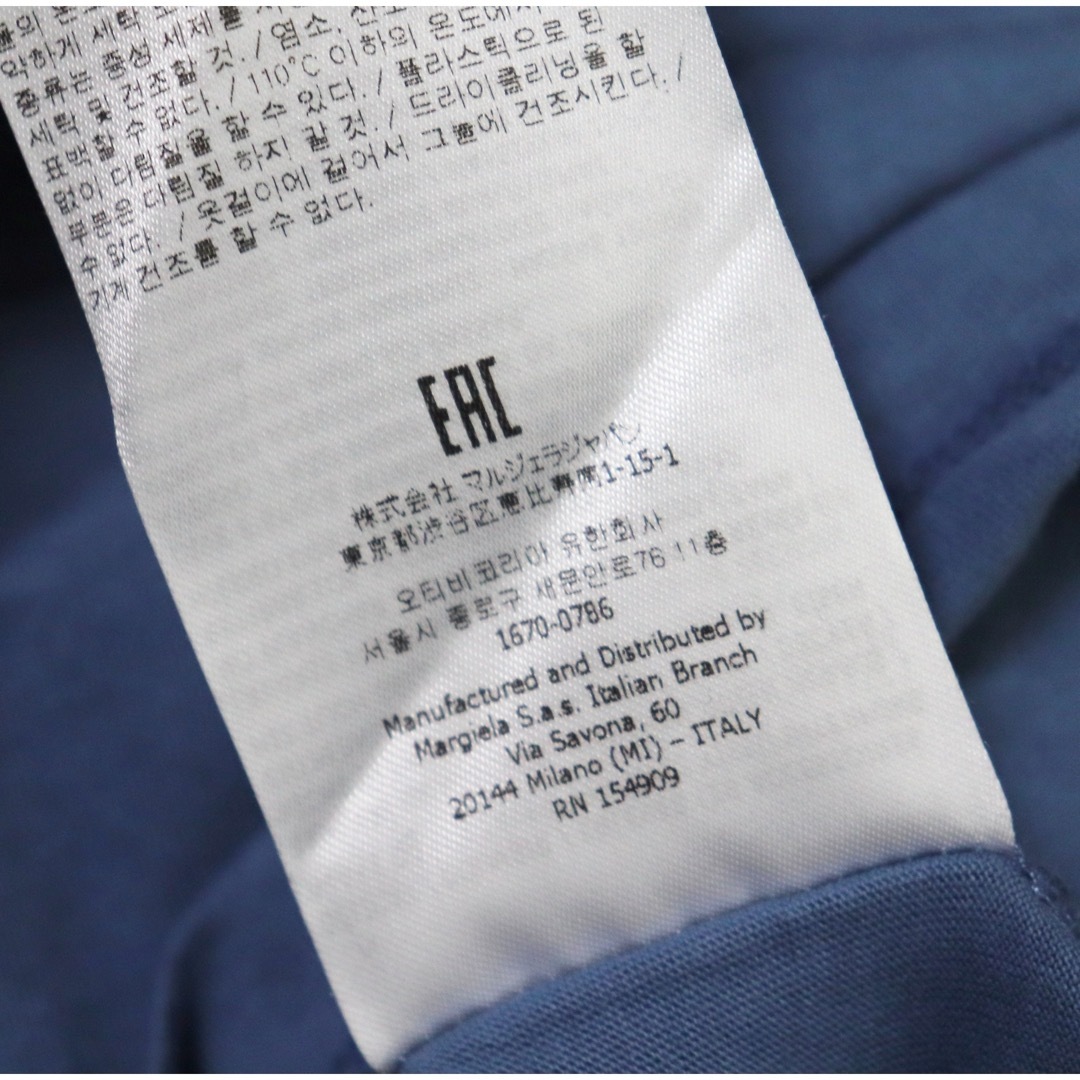 중성 세제를
약하게 세탁
종류는 및 건조할 것. / 염소, 산
세탁 수 없다. / 110°C 이하의 온도에서
표백할 수 있다. / 플라스틱으로 된
없이 다림질을 할 것. / 드라이클리닝을 할
부분은 다림질 하지 말 것. / 그늘에 건조시킨다. /
수 없다. / 옷걸이에 걸어서
기계 건조를 할 수 없다.
EAC
株式会社 マルジェラジャパン
東京都渋谷区恵比寿南1-15-1
오티비코리아 유한회사
서울시 종로구 새문안로76 11층
1670-0786
Manufactured and Distributed by
Margiela S.a.s. Italian Branch
Via Savona, 60
20144 Milano (MI) – ITALY
RN 154909